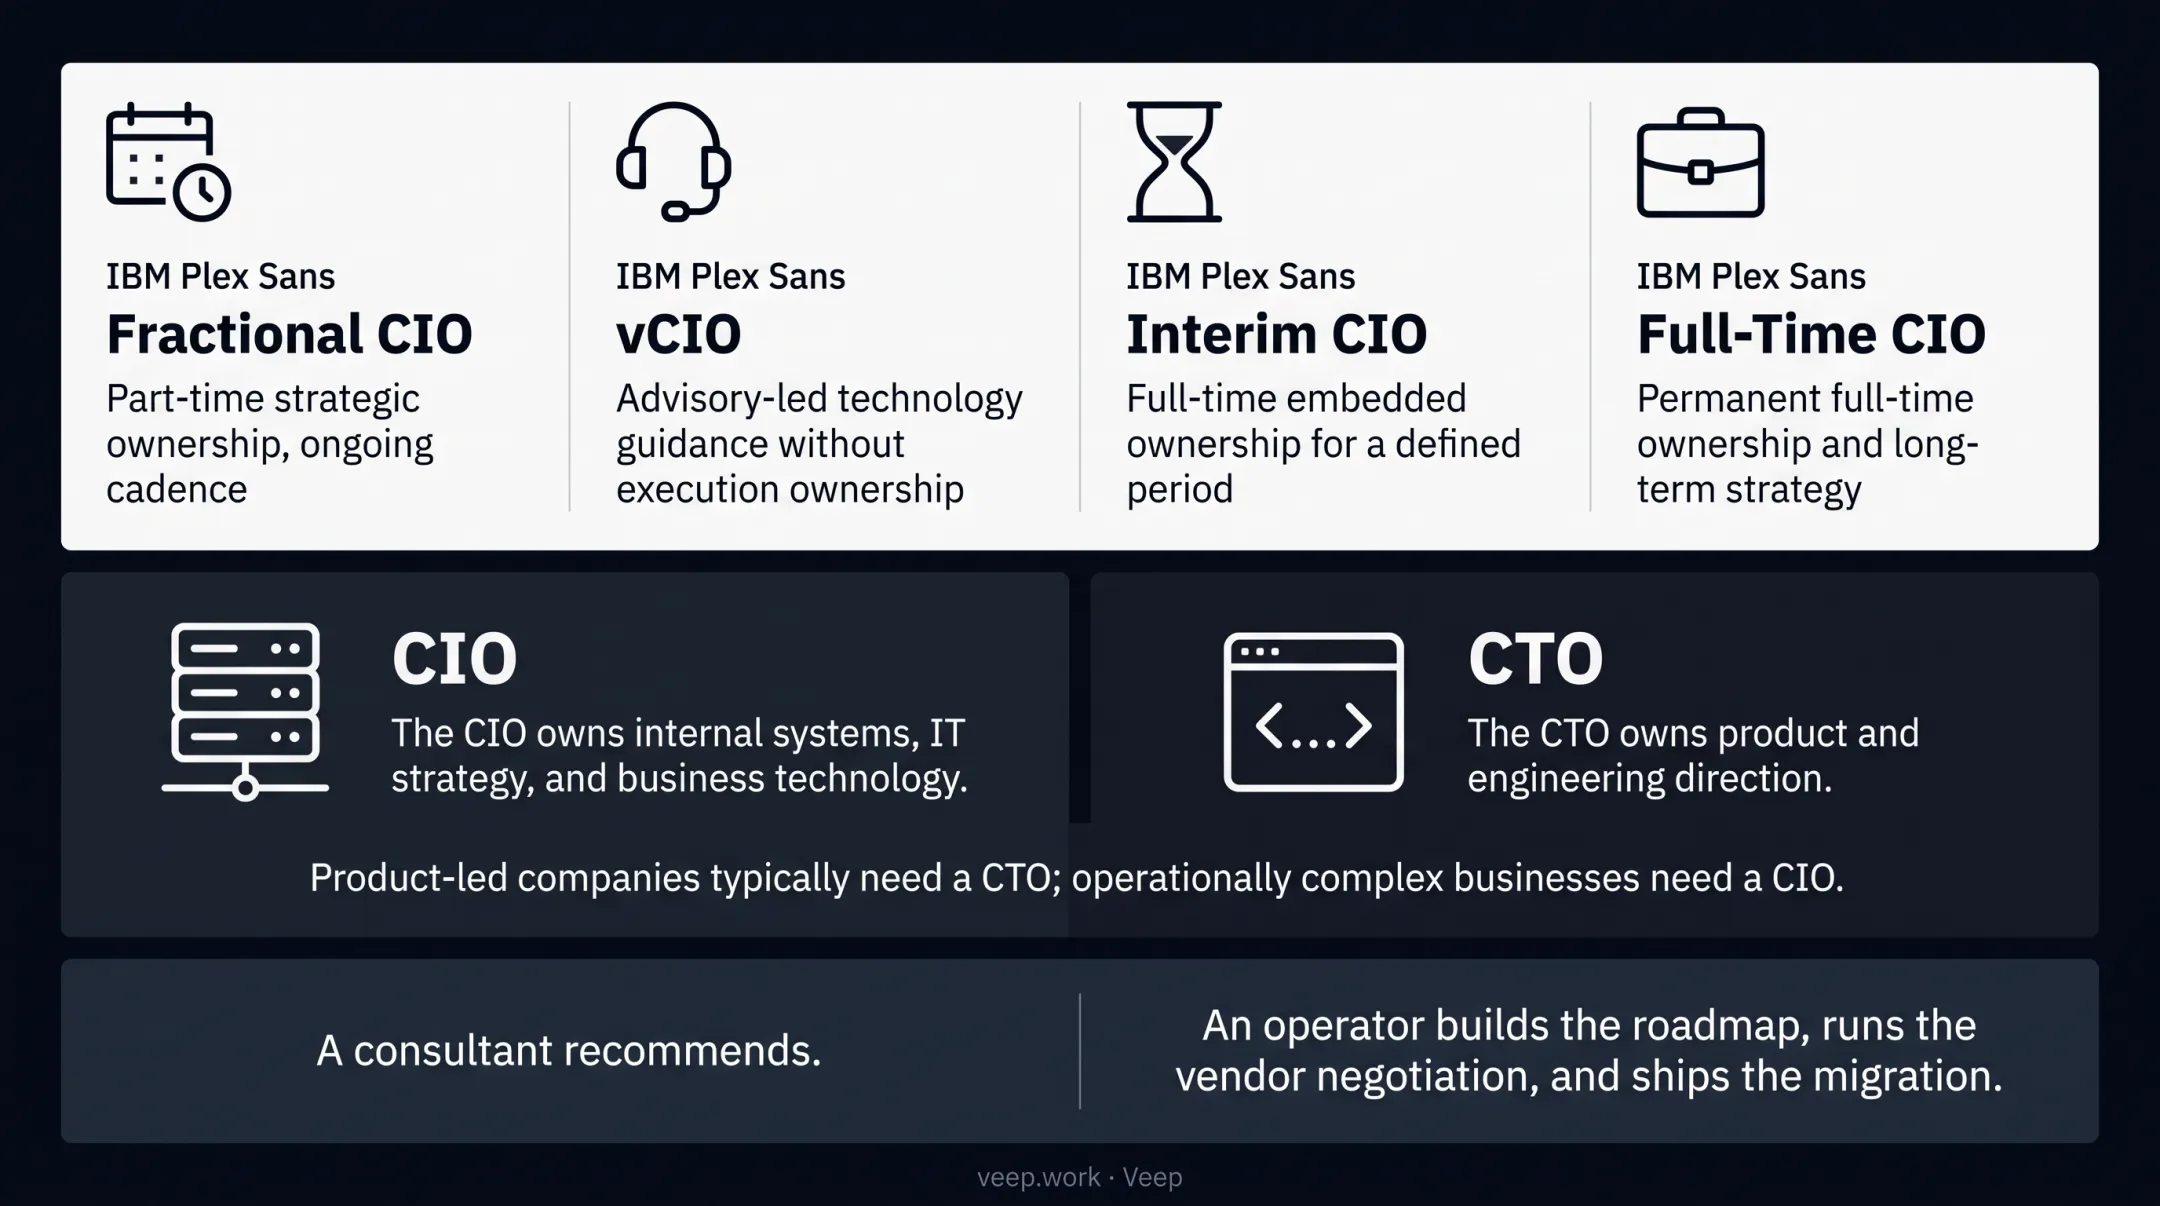 IBM Plex Sans
Fractional CIO
Part-time strategic
ownership, ongoing
cadence
IBM Plex Sans
vCIO
Advisory-led technology
guidance without
execution ownership
IBM Plex Sans
Interim CIO
Full-time embedded
ownership for a defined
period
IBM Plex Sans
Full-Time CIO
Permanent full-time
ownership and long-
term strategy
CIO
The CIO owns internal systems, IT
strategy, and business technology.
CTO
The CTO owns product and
engineering direction.
Product-led companies typically need a CTO; operationally complex businesses need a CIO.
A consultant recommends.
An operator builds the roadmap, runs the
vendor negotiation, and ships the migration.
veep.work · Veep